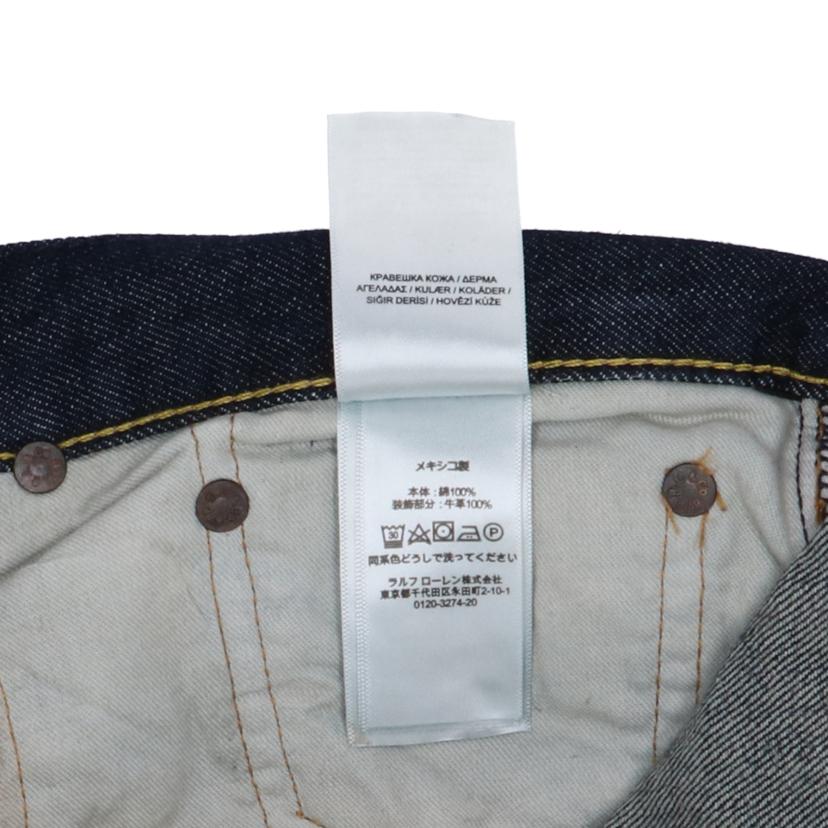 КРАВЕШКА КОЖА / ΔΕΡΜΑ
ΑΓΕΛΑΔΑΣ / KULÆR / KOLÄDER /
SIĞIR DERİSİ / HOVĚZÍ KŮŽE
メキシコ製
本体 : 綿100%
装飾部分 : 牛革100%
30
P
同系色どうしで洗ってください
ラルフ ローレン株式会社
東京都千代田区永田町2-10-1
0120-3274-20